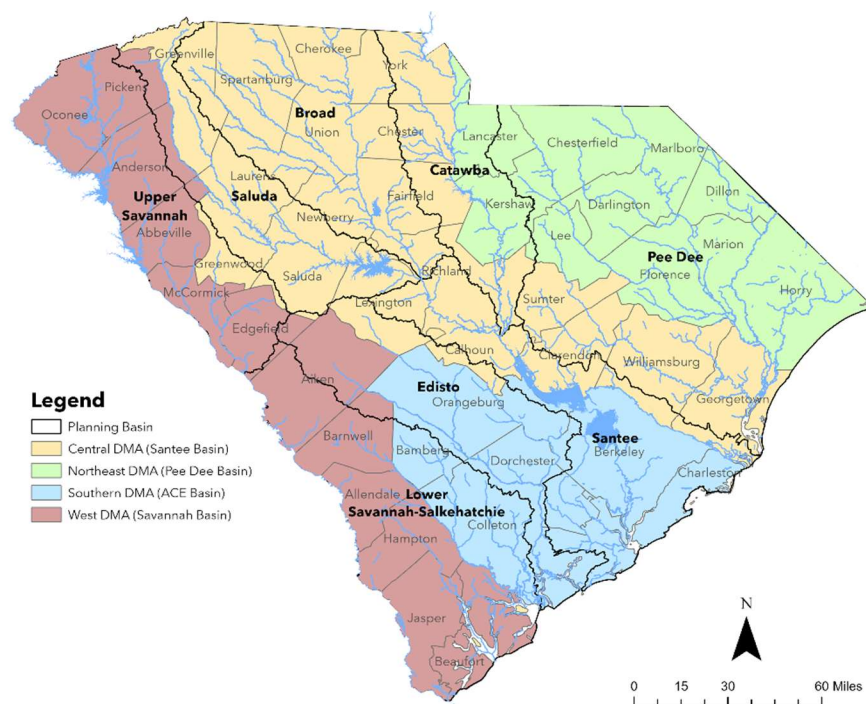 Greenville
Cherokee
York
Spartanburg
Pickens
Oconee
Broad
Union
Chester
Lancaster
Chesterfield
Marlboro
Anderson
Laurens
Catawba
Dillon
Upper
Savannah
Saluda
Fairfield
Kershaw
Darlington
Abbeville
Newberry
Lee
Marion
Greenwood
Pee Dee
Florence
Saluda
Richland
Horry
McCormick
Lexington
Sumter
Edgefield
Calhoun
Clarendon
Williamsburg
Aiken
Edisto
Orangeburg
Georgetown
Barnwell
Santee
Berkeley
Bamberg
Dorchester
Charleston
Allendale
Lower
Savannah-Salkehatchie
Colleton
Hampton
Jasper
Beaufort
Legend
Planning Basin
Central DMA (Santee Basin)
Northeast DMA (Pee Dee Basin)
Southern DMA (ACE Basin)
West DMA (Savannah Basin)
N
0 15 30 60 Miles